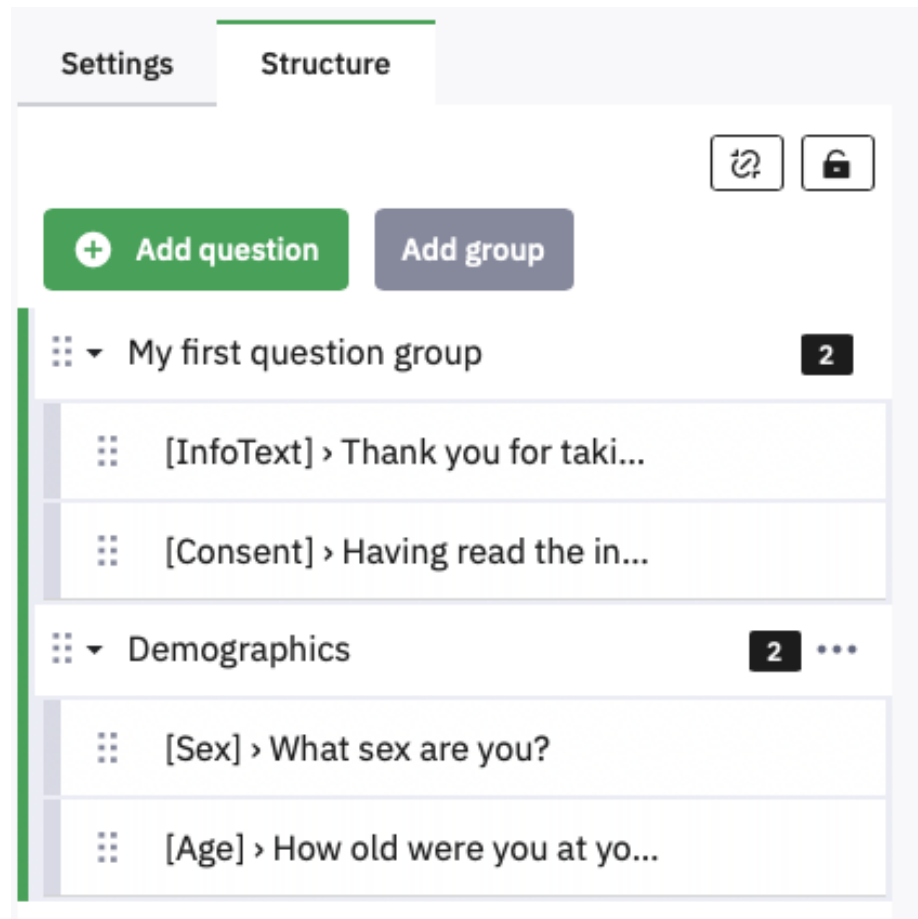 Settings Structure
Add question Add group
My first question group 2
[InfoText] › Thank you for taki...
[Consent] › Having read the in...
Demographics 2
[Sex] › What sex are you?
[Age] › How old were you at yo...